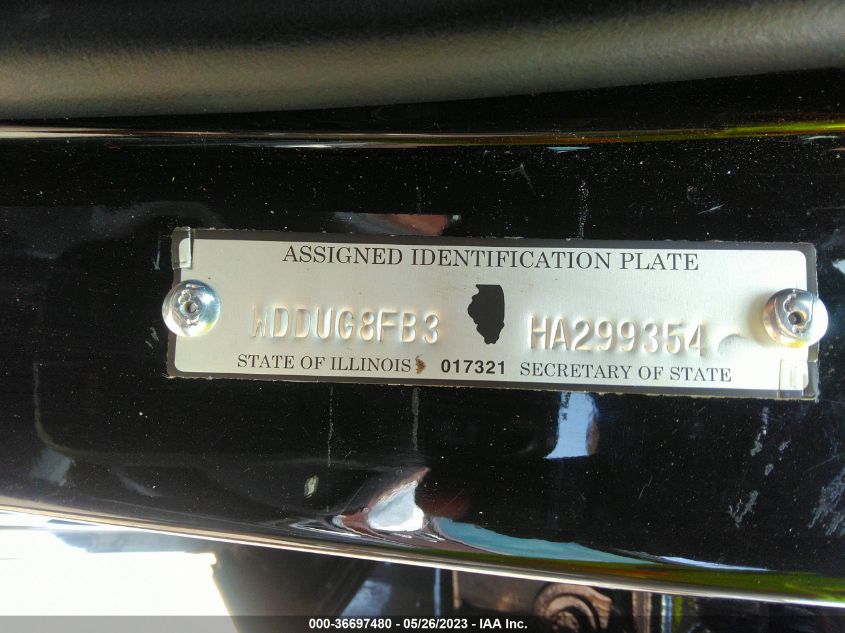 ASSIGNED IDENTIFICATION PLATE
WDDUG8FB3 HA299354
STATE OF ILLINOIS 017321 SECRETARY OF STATE
000-36697480 - 05/26/2023 - IAA Inc.